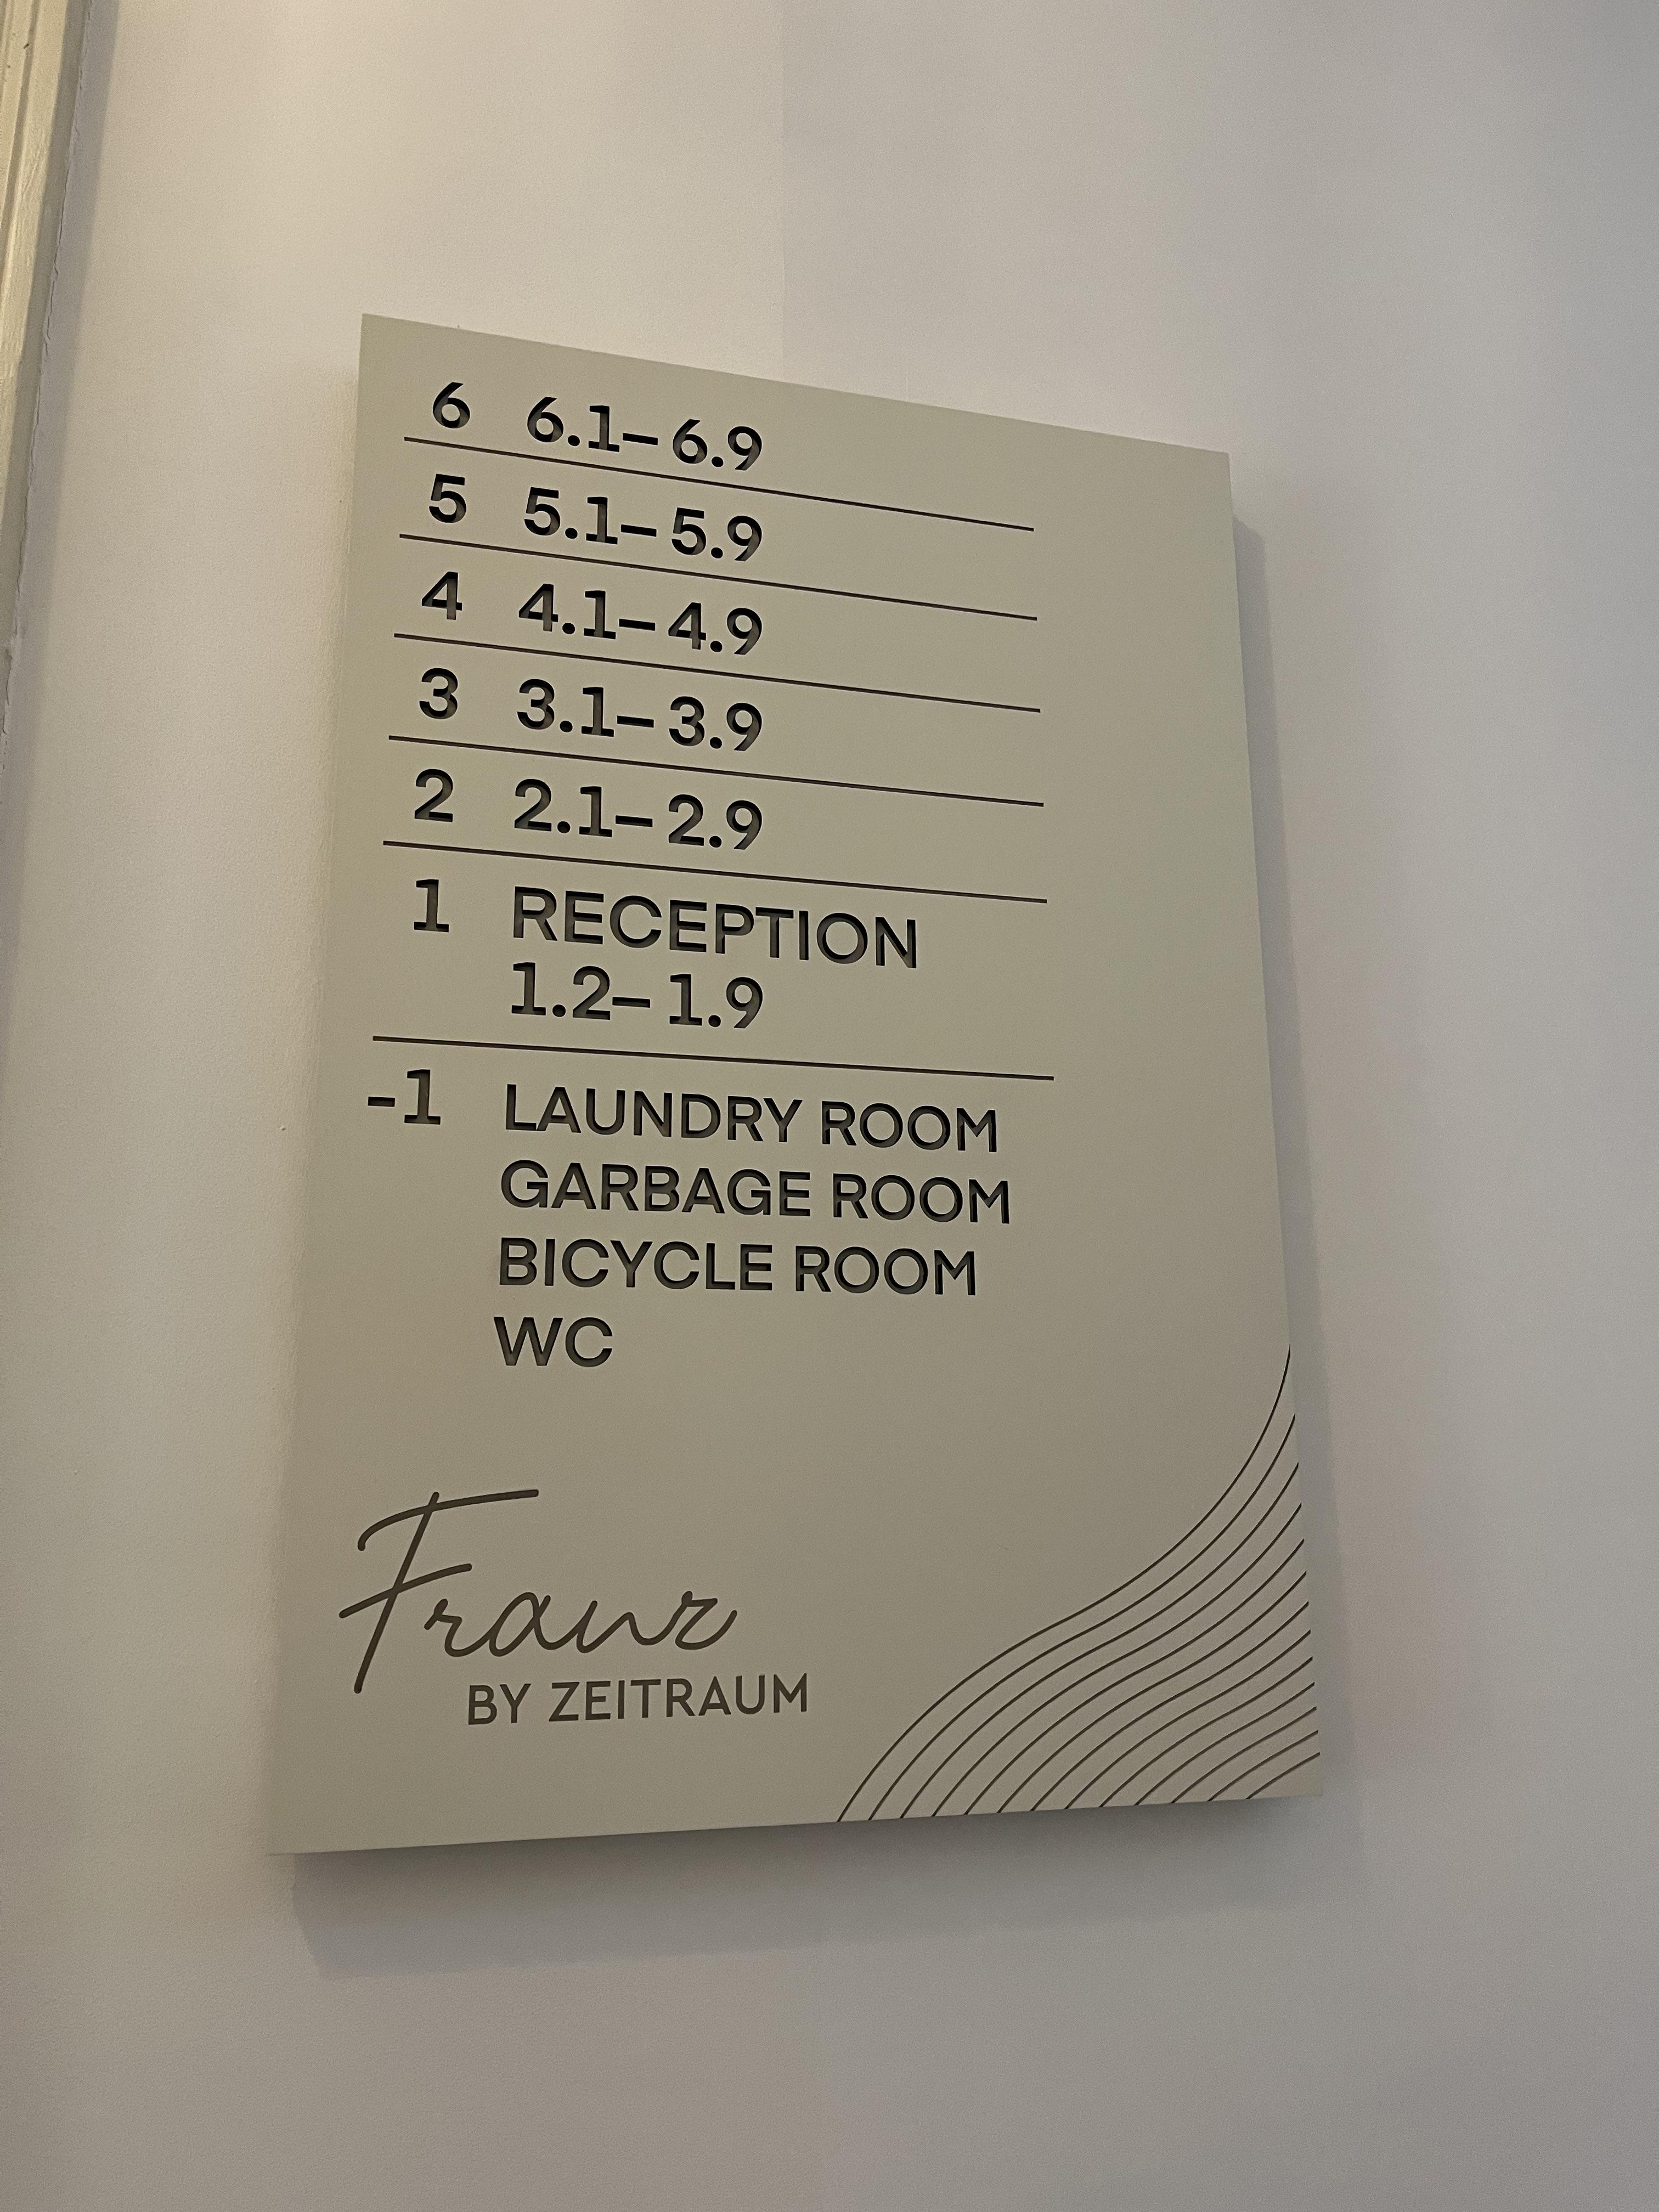 6 6.1–6.9
5 5.1–5.9
4 4.1–4.9
3 3.1–3.9
2 2.1–2.9
1 RECEPTION
1.2–1.9
-1 LAUNDRY ROOM
GARBAGE ROOM
BICYCLE ROOM
WC
Franz
BY ZEITRAUM